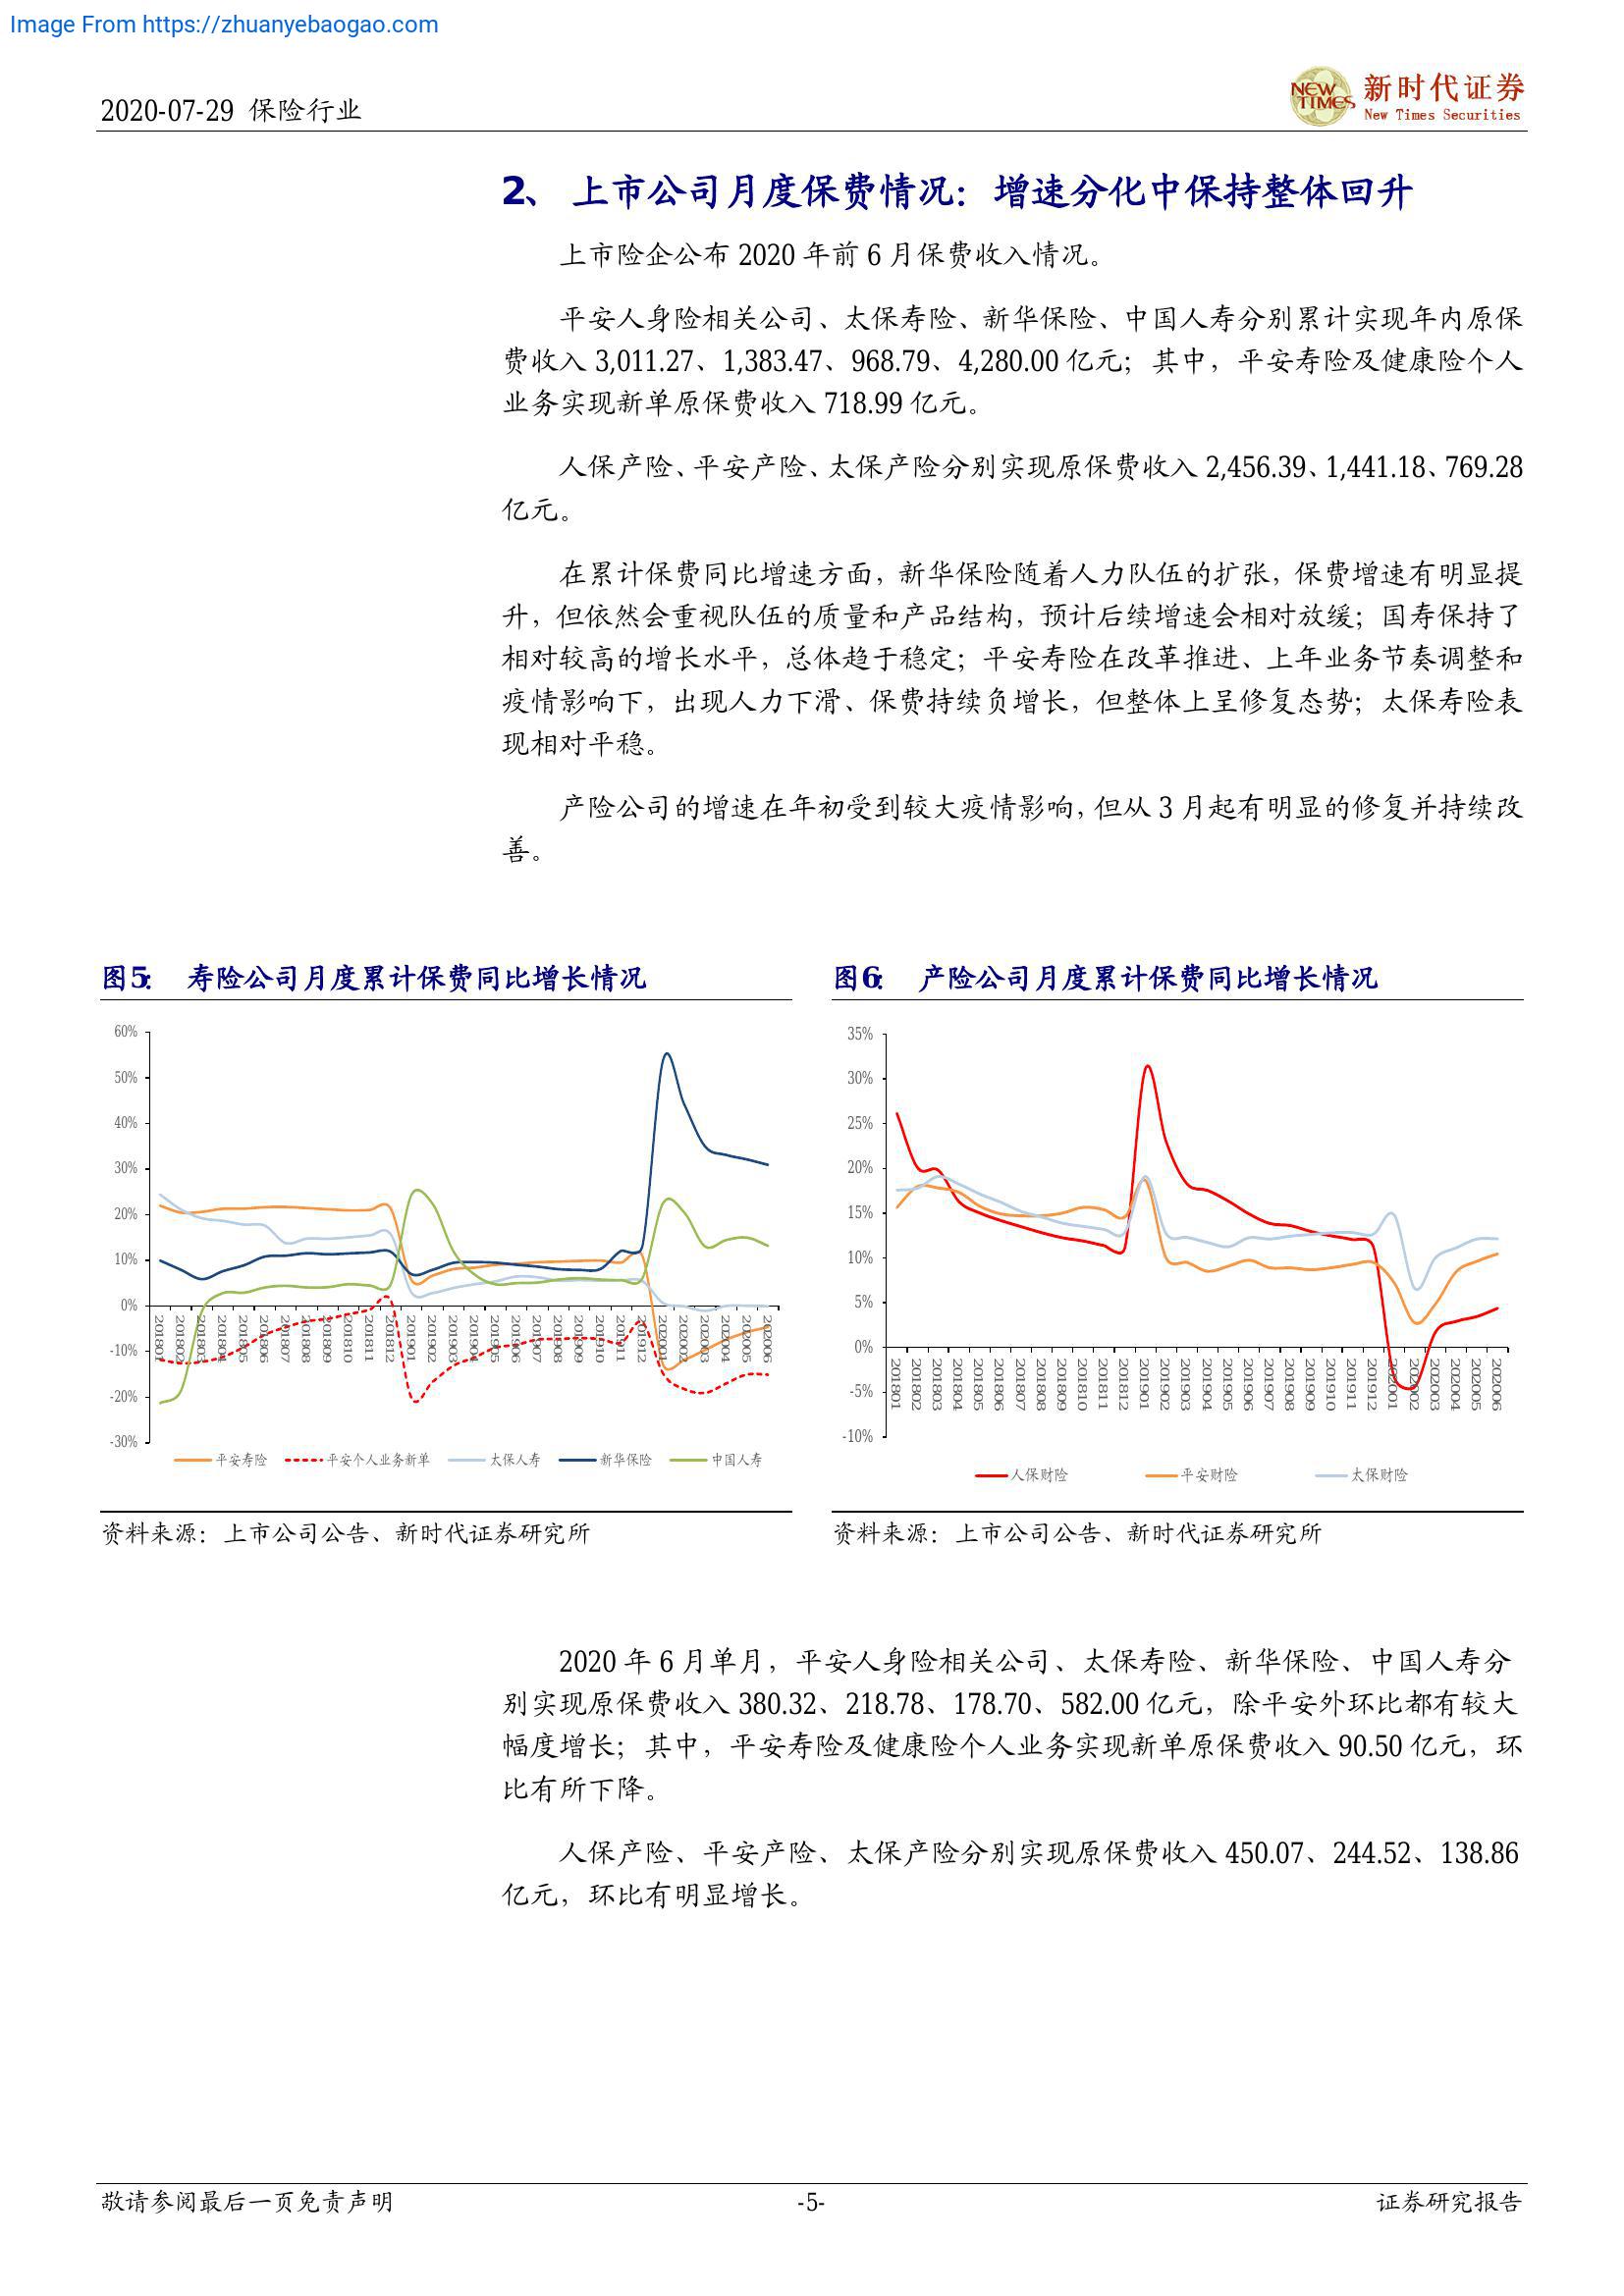 Image From https://zhuanyebaogao.com
2020-07-29 保险行业
NEW TIMES
新时代证券
New Times Securities
2、 上市公司月度保费情况：增速分化中保持整体回升
上市险企公布 2020 年前 6 月保费收入情况。
平安人身险相关公司、太保寿险、新华保险、中国人寿分别累计实现年内原保
费收入 3,011.27、1,383.47、968.79、4,280.00 亿元；其中，平安寿险及健康险个人
业务实现新单原保费收入 718.99 亿元。
人保产险、平安产险、太保产险分别实现原保费收入 2,456.39、1,441.18、769.28
亿元。
在累计保费同比增速方面，新华保险随着人力队伍的扩张，保费增速有明显提
升，但依然会重视队伍的质量和产品结构，预计后续增速会相对放缓；国寿保持了
相对较高的增长水平，总体趋于稳定；平安寿险在改革推进、上年业务节奏调整和
疫情影响下，出现人力下滑、保费持续负增长，但整体上呈修复态势；太保寿险表
现相对平稳。
产险公司的增速在年初受到较大疫情影响，但从 3 月起有明显的修复并持续改
善。
图5： 寿险公司月度累计保费同比增长情况
60%
50%
40%
30%
20%
10%
0%
-10%
-20%
-30%
201801 201802 201803 201804 201805 201806 201807 201808 201809 201810 201811 201812 201901 201902 201903 201904 201905 201906 201907 201908 201909 201910 201911 201912 202001 202002 202003 202004 202005 202006
平安寿险 平安个人业务新单 太保人寿 新华保险 中国人寿
资料来源：上市公司公告、新时代证券研究所
图6： 产险公司月度累计保费同比增长情况
35%
30%
25%
20%
15%
10%
5%
0%
-5%
-10%
201801 201802 201803 201804 201805 201806 201807 201808 201809 201810 201811 201812 201901 201902 201903 201904 201905 201906 201907 201908 201909 201910 201911 201912 202001 202002 202003 202004 202005 202006
人保财险 平安财险 太保财险
资料来源：上市公司公告、新时代证券研究所
2020 年 6 月单月，平安人身险相关公司、太保寿险、新华保险、中国人寿分
别实现原保费收入 380.32、218.78、178.70、582.00 亿元，除平安外环比都有较大
幅度增长；其中，平安寿险及健康险个人业务实现新单原保费收入 90.50 亿元，环
比有所下降。
人保产险、平安产险、太保产险分别实现原保费收入 450.07、244.52、138.86
亿元，环比有明显增长。
敬请参阅最后一页免责声明
-5-
证券研究报告